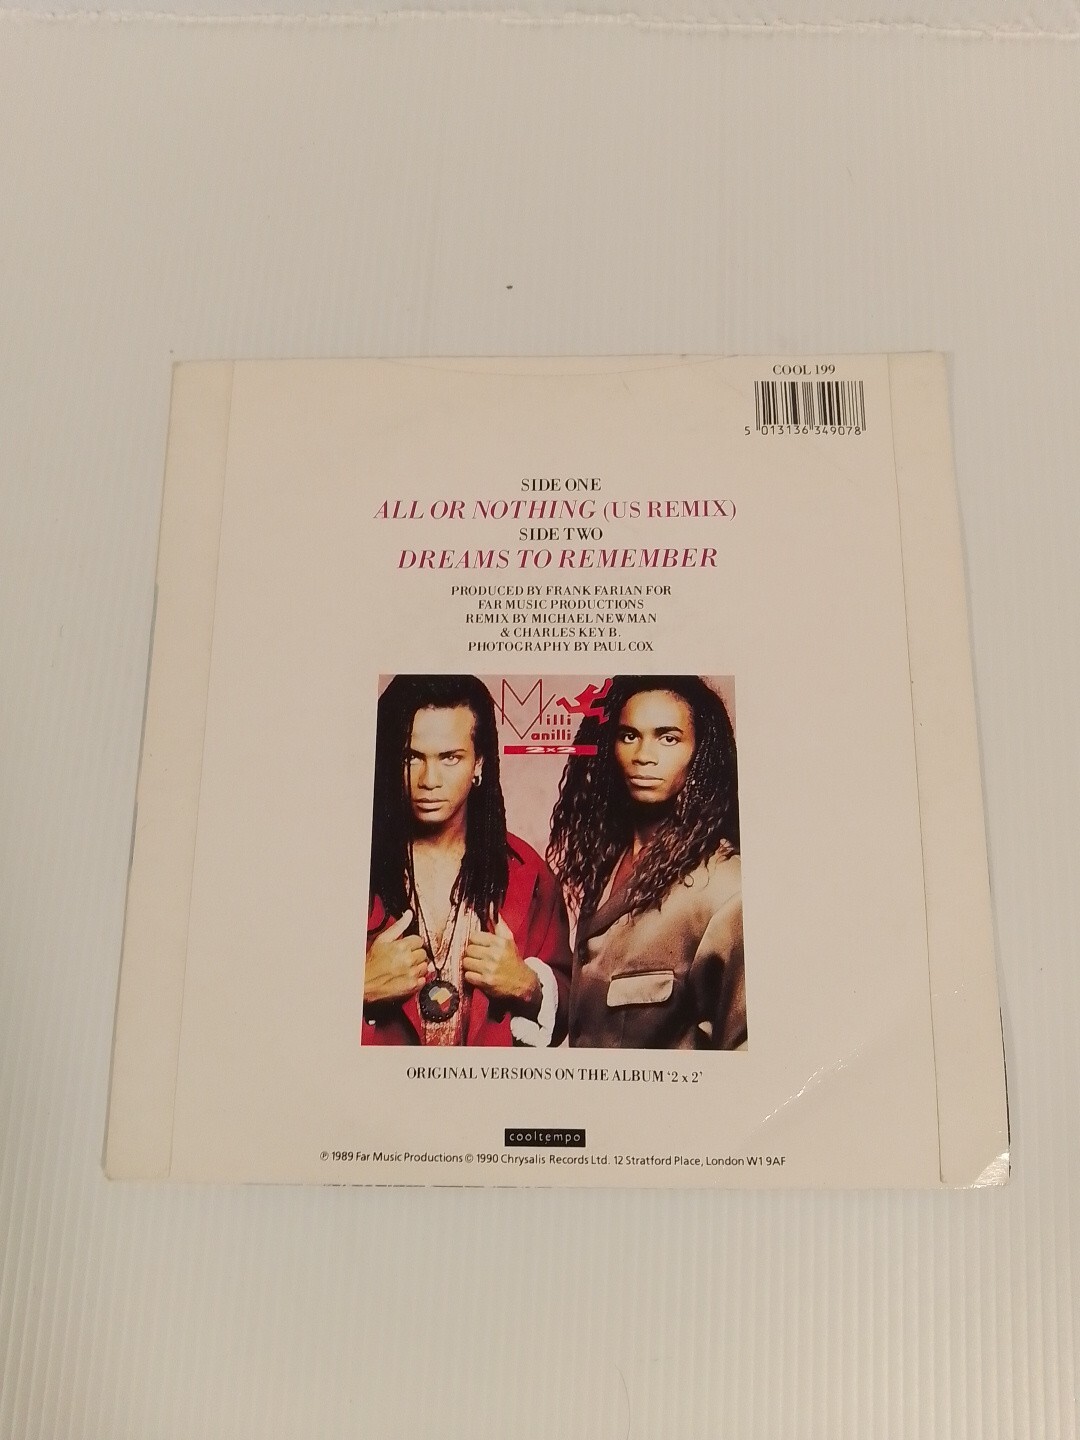 COOL 199
5 013136 349078
SIDE ONE
ALL OR NOTHING (US REMIX)
SIDE TWO
DREAMS TO REMEMBER
PRODUCED BY FRANK FARIAN FOR
FAR MUSIC PRODUCTIONS
REMIX BY MICHAEL NEWMAN
& CHARLES KEY B.
PHOTOGRAPHY BY PAUL COX
Milli
Vanilli
2×2
ORIGINAL VERSIONS ON THE ALBUM ‘2 x 2’
cooltempo
℗ 1989 Far Music Productions © 1990 Chrysalis Records Ltd. 12 Stratford Place, London W1 9AF